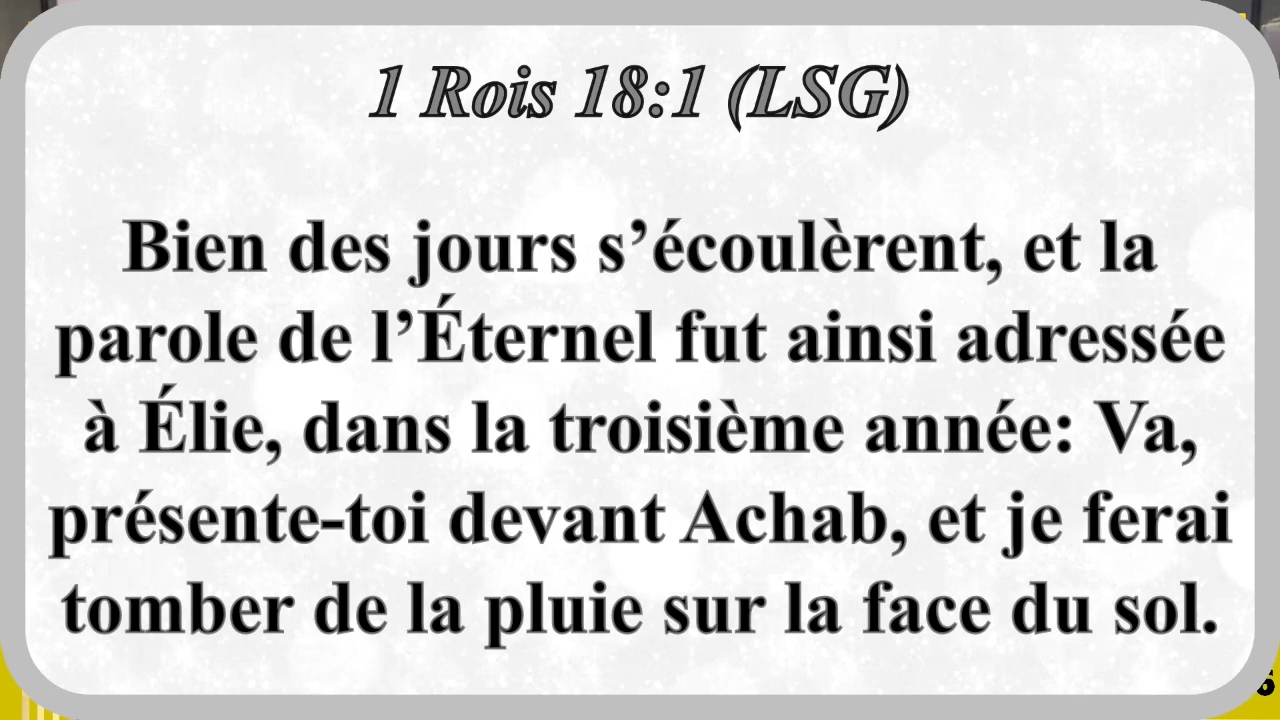 1 Rois 18:1 (LSG)
Bien des jours s’écoulèrent, et la
parole de l’Éternel fut ainsi adressée
à Élie, dans la troisième année: Va,
présente-toi devant Achab, et je ferai
tomber de la pluie sur la face du sol.